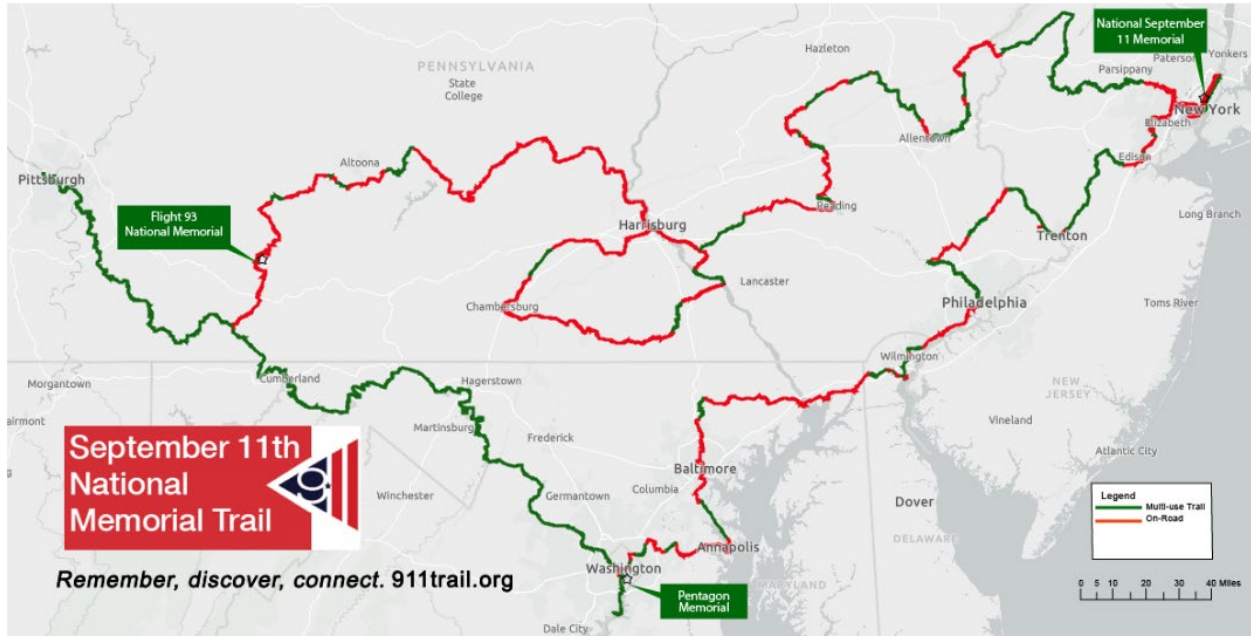 National September
11 Memorial
Yonkers
Paterson
Parsippany
New York
Elizabeth
Edison
Hazleton
PENNSYLVANIA
State
College
Allentown
Altoona
Pittsburgh
Flight 93
National Memorial
Harrisburg
Reading
Long Branch
Trenton
Chambersburg
Lancaster
Philadelphia
Toms River
Wilmington
Morgantown
Cumberland
Hagerstown
NEW
JERSEY
Vineland
Fairmont
Martinsburg
Frederick
Atlantic City
September 11th
National
Memorial Trail
9
Baltimore
Columbia
Winchester
Germantown
Dover
Legend
Multi-use Trail
On-Road
DELAWARE
Annapolis
Washington
Remember, discover, connect. 911trail.org
MARYLAND
Pentagon
Memorial
0 5 10 20 30 40 Miles
Dale City